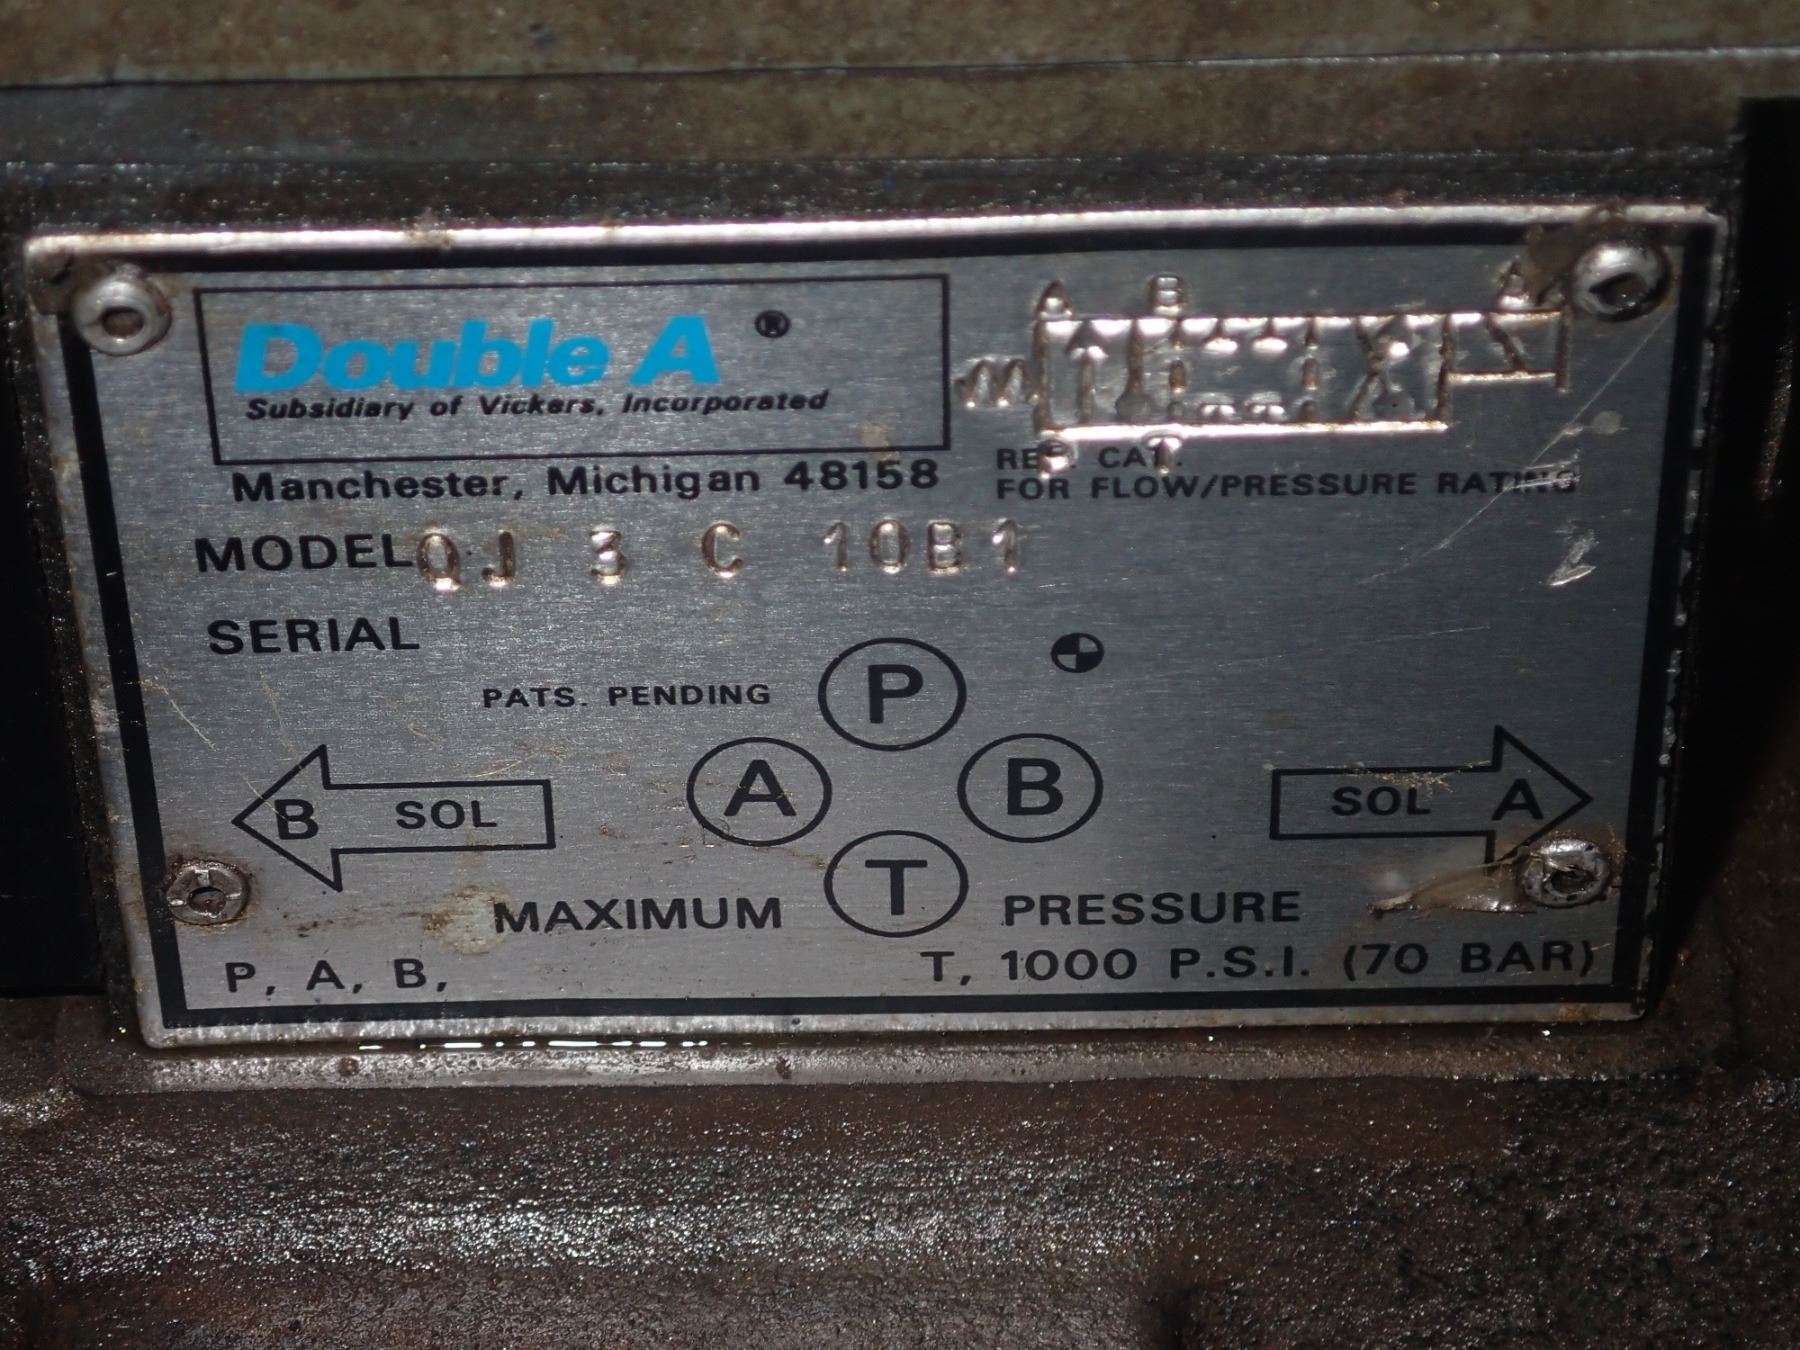 Double A ®
Subsidiary of Vickers, Incorporated
Manchester, Michigan 48158
A B A
P T
REF. CAT.
FOR FLOW/PRESSURE RATING
MODEL QJ 3 C 10B1
SERIAL
PATS. PENDING
P
A B
B SOL
SOL A
T
MAXIMUM PRESSURE
P, A, B, T, 1000 P.S.I. (70 BAR)